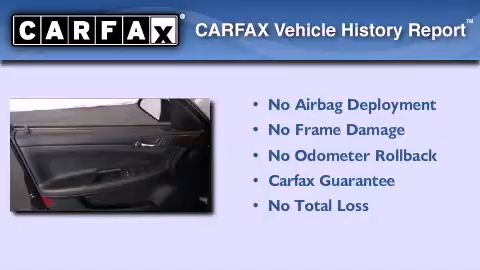 CARFAX®
CARFAX Vehicle History Report™
• No Airbag Deployment
• No Frame Damage
• No Odometer Rollback
• Carfax Guarantee
• No Total Loss